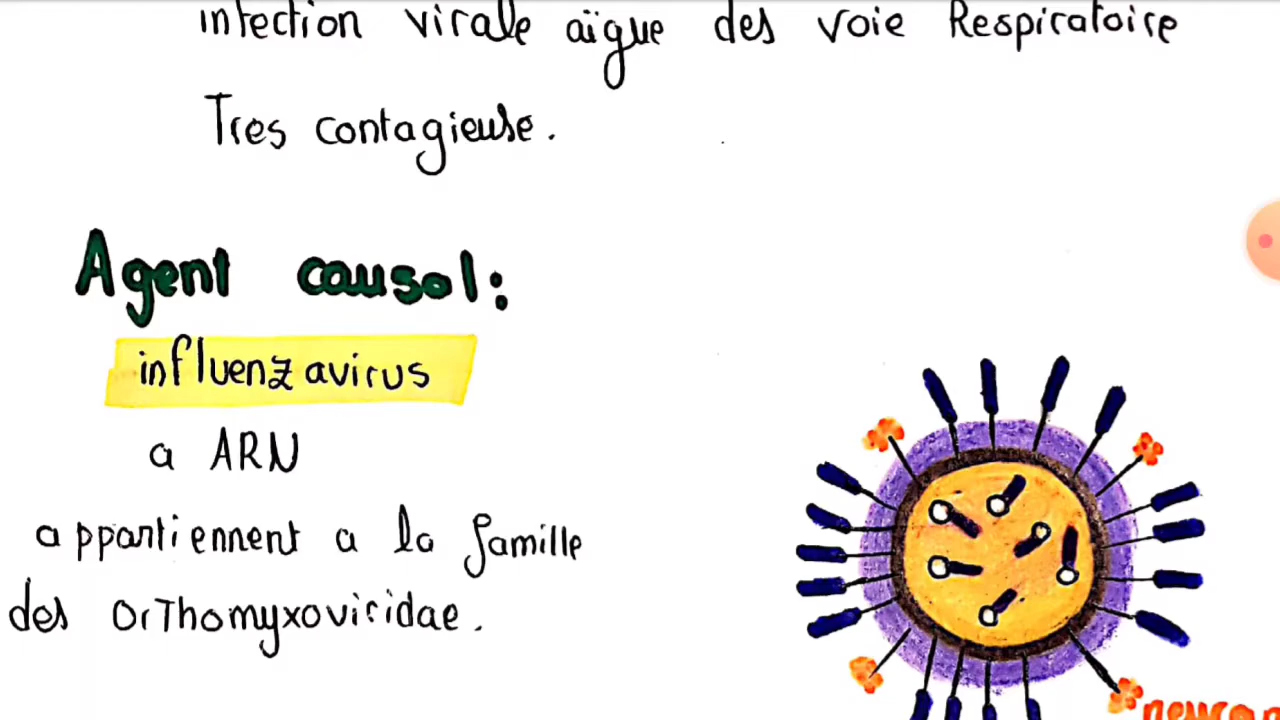 infection virale aïgue des voie Respiratoire
Tres contagieuse.
Agent causal:
influenzavirus
a ARN
appartiennent a la famille
des Orthomyxoviridae.